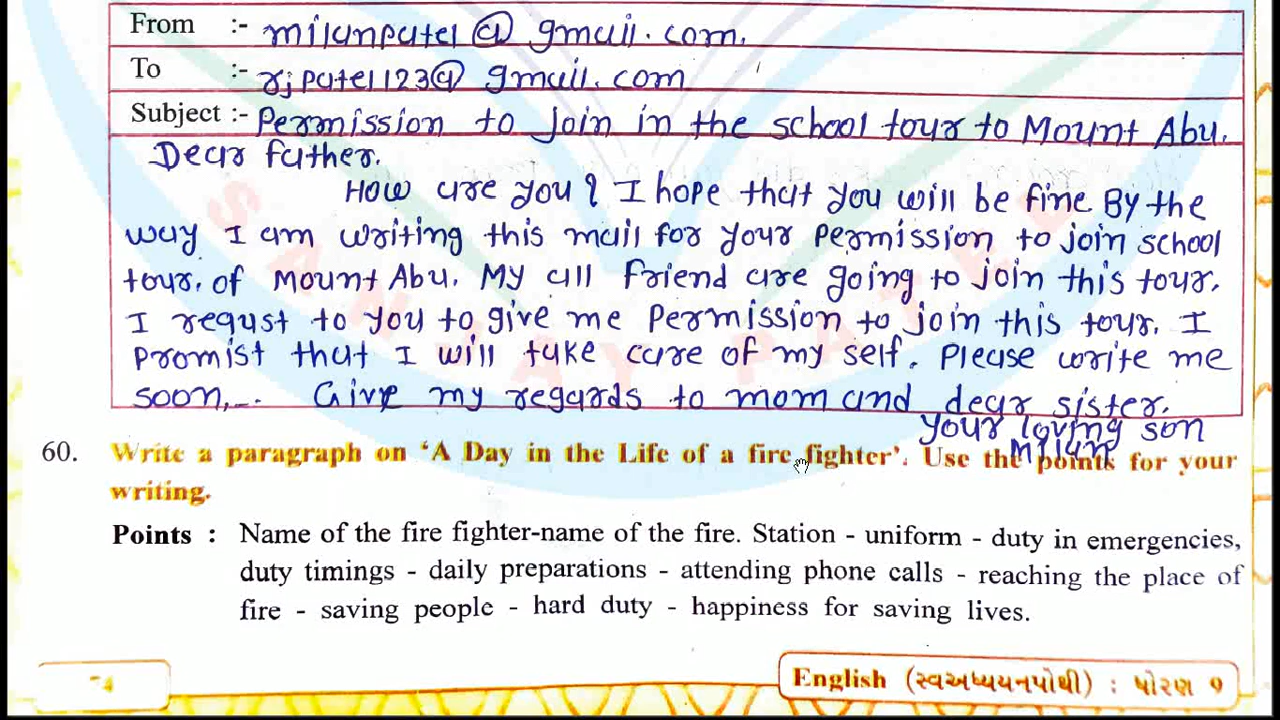 From :- milanpatel@gmail.com.
To :- rjpatel123@gmail.com
Subject :- Permission to Join in the school tour to Mount Abu.
Dear father.
How are you? I hope that you will be fine By the
way I am writing this mail for your permission to join school
tour. of Mount Abu. My all friend are going to join this tour.
I requst to you to give me permission to join this tour. I
promist that I will take care of my self. Please write me
soon,-. Give my regards to mom and dear sister.
Your loving son
Milan
60. Write a paragraph on ‘A Day in the Life of a fire fighter’. Use the points for your
writing.
Points : Name of the fire fighter-name of the fire. Station - uniform - duty in emergencies,
duty timings - daily preparations - attending phone calls - reaching the place of
fire - saving people - hard duty - happiness for saving lives.
74
English (સ્વઅધ્યયનપોથી) : ધોરણ ૯